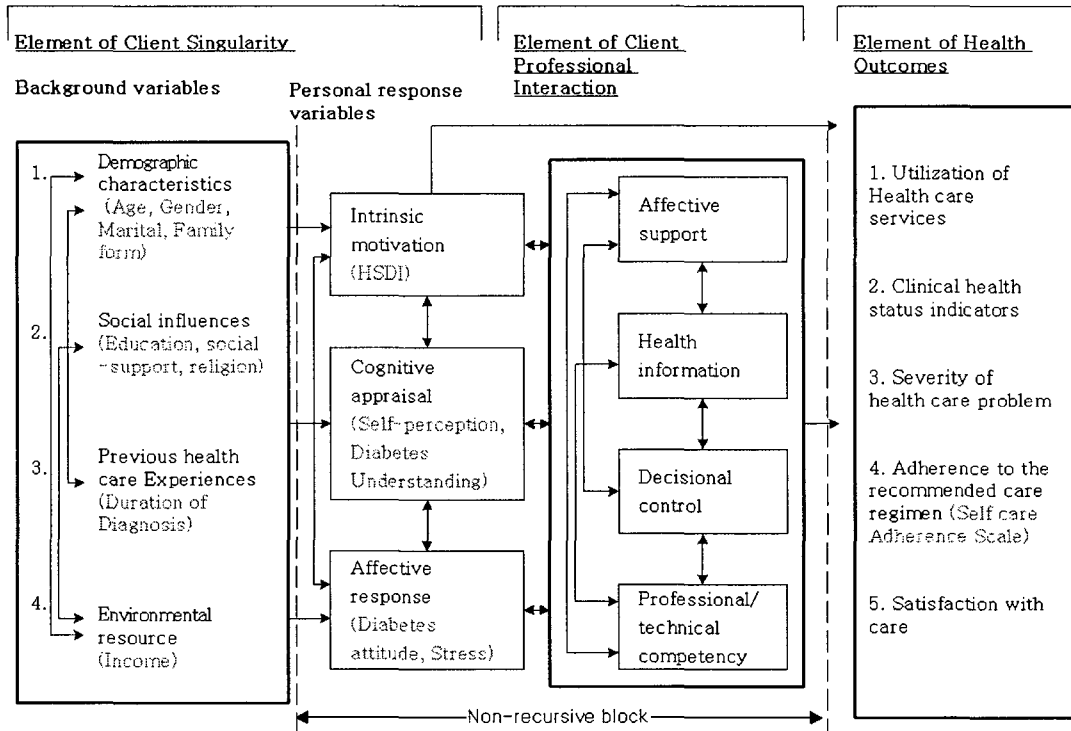 Element of Client Singularity
Background variables
Personal response
variables
Element of Client
Professional
Interaction
Element of Health
Outcomes
1. Demographic
characteristics
(Age, Gender,
Marital, Family
form)
2. Social influences
(Education, social
-support, religion)
3. Previous health
care Experiences
(Duration of
Diagnosis)
4. Environmental
resource
(Income)
Intrinsic
motivation
(HSDI)
Cognitive
appraisal
(Self-perception,
Diabetes
Understanding)
Affective
response
(Diabetes
attitude, Stress)
Affective
support
Health
information
Decisional
control
Professional/
technical
competency
1. Utilization of
Health care
services
2. Clinical health
status indicators
3. Severity of
health care problem
4. Adherence to the
recommended care
regimen (Self care
Adherence Scale)
5. Satisfaction with
care
Non-recursive block